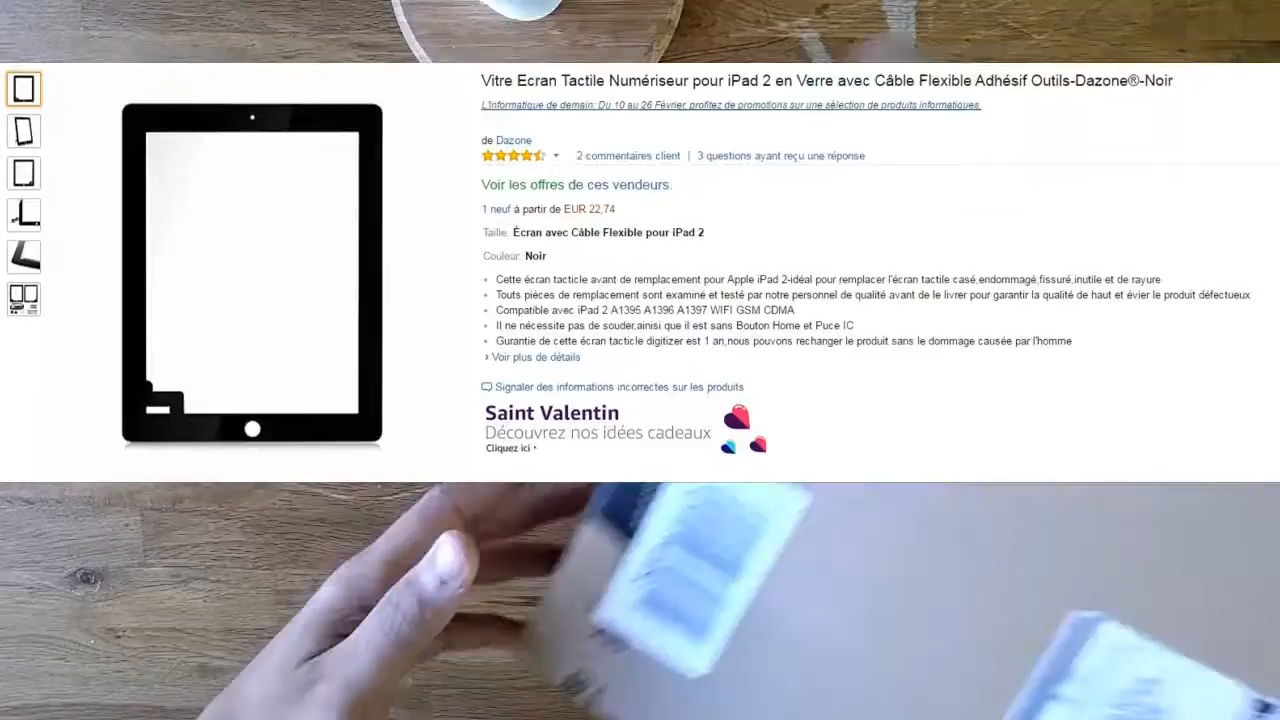 Vitre Ecran Tactile Numériseur pour iPad 2 en Verre avec Câble Flexible Adhésif Outils-Dazone®-Noir
L'Informatique de demain: Du 10 au 26 Février, profitez de promotions sur une sélection de produits informatiques.
de Dazone
2 commentaires client | 3 questions ayant reçu une réponse
Voir les offres de ces vendeurs.
1 neuf à partir de EUR 22,74
Taille: Écran avec Câble Flexible pour iPad 2
Couleur: Noir
Cette écran tacticle avant de remplacement pour Apple iPad 2-idéal pour remplacer l'écran tactile casé,endommagé,fissuré,inutile et de rayure
Touts pièces de remplacement sont examiné et testé par notre personnel de qualité avant de le livrer pour garantir la qualité de haut et évier le produit défectueux
Compatible avec iPad 2 A1395 A1396 A1397 WIFI GSM CDMA
Il ne nécessite pas de souder,ainsi que il est sans Bouton Home et Puce IC
Gurantie de cette écran tacticle digitizer est 1 an,nous pouvons rechanger le produit sans le dommage causée par l'homme
› Voir plus de détails
Signaler des informations incorrectes sur les produits
Saint Valentin
Découvrez nos idées cadeaux
Cliquez ici ›